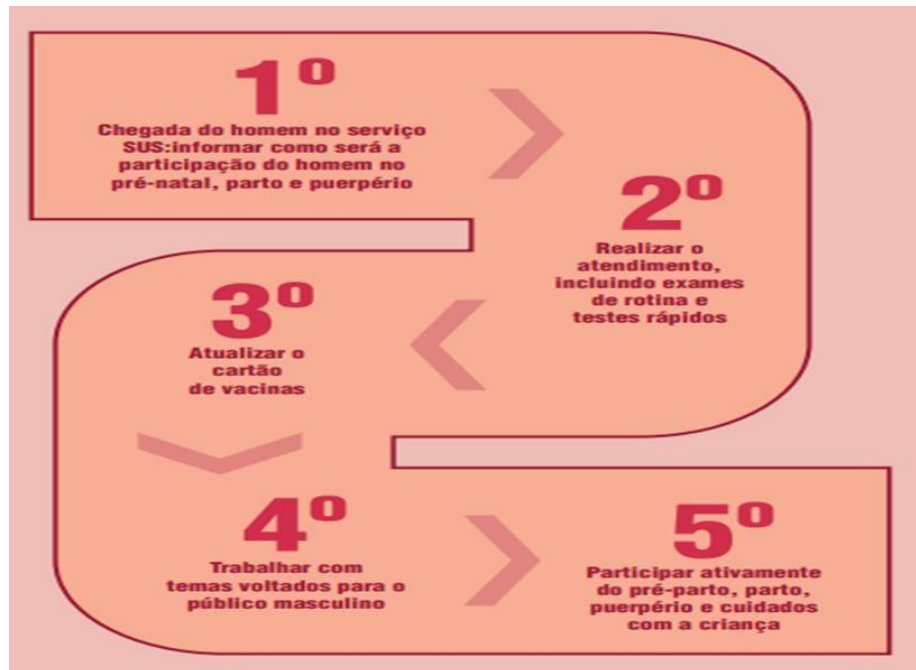 1º
Chegada do homem no serviço
SUS:informar como será a
participação do homem no
pré-natal, parto e puerpério
2º
Realizar o
atendimento,
incluindo exames
de rotina e
testes rápidos
3º
Atualizar o
cartão
de vacinas
4º
Trabalhar com
temas voltados para o
público masculino
5º
Participar ativamente
do pré-parto, parto,
puerpério e cuidados
com a criança